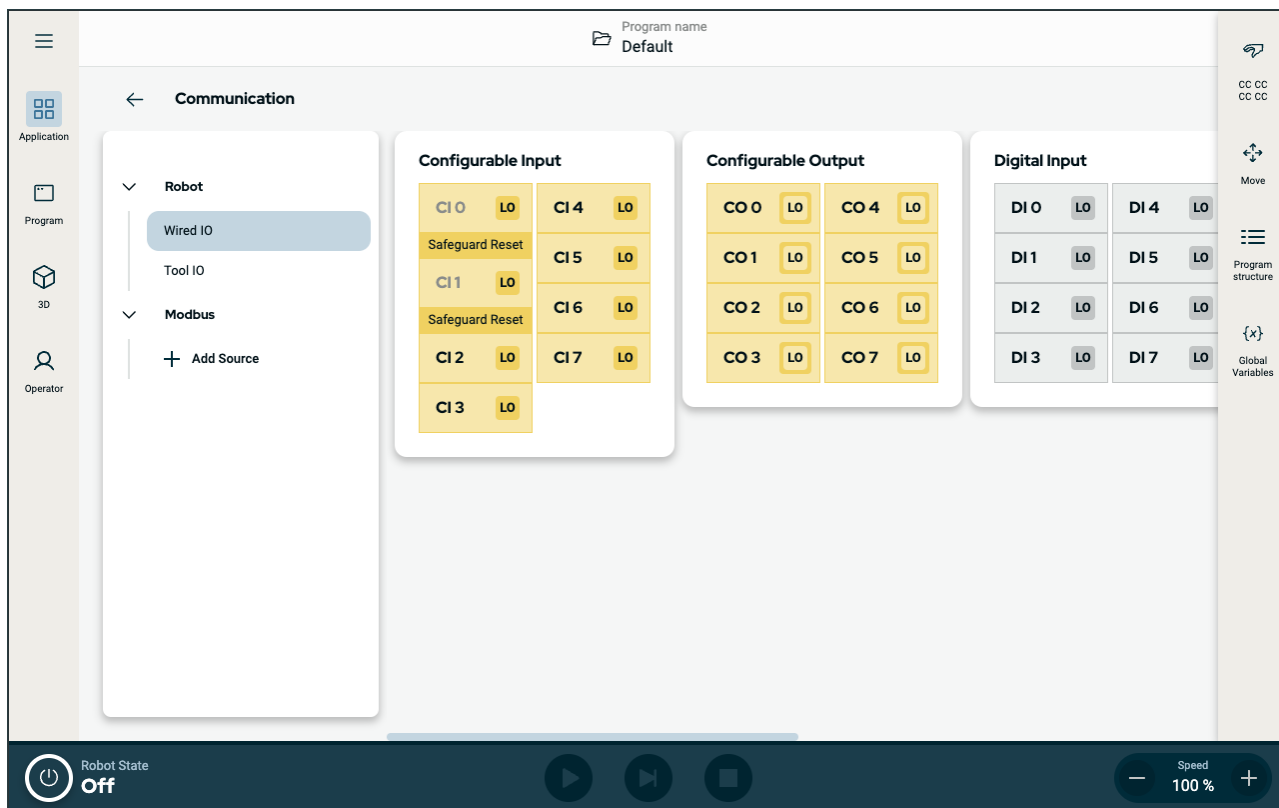 Program name
Default
Communication
Application
Program
3D
Operator
Robot
Wired IO
Tool IO
Modbus
Add Source
Configurable Input
CI 0 LO CI 4 LO
Safeguard Reset
CI 5 LO
CI 1 LO
CI 6 LO
Safeguard Reset
CI 2 LO CI 7 LO
CI 3 LO
Configurable Output
CO 0 LO CO 4 LO
CO 1 LO CO 5 LO
CO 2 LO CO 6 LO
CO 3 LO CO 7 LO
Digital Input
DI 0 LO DI 4 LO
DI 1 LO DI 5 LO
DI 2 LO DI 6 LO
DI 3 LO DI 7 LO
CC CC
CC CC
Move
Program
structure
{x}
Global
Variables
Robot State
Off
Speed
100 %